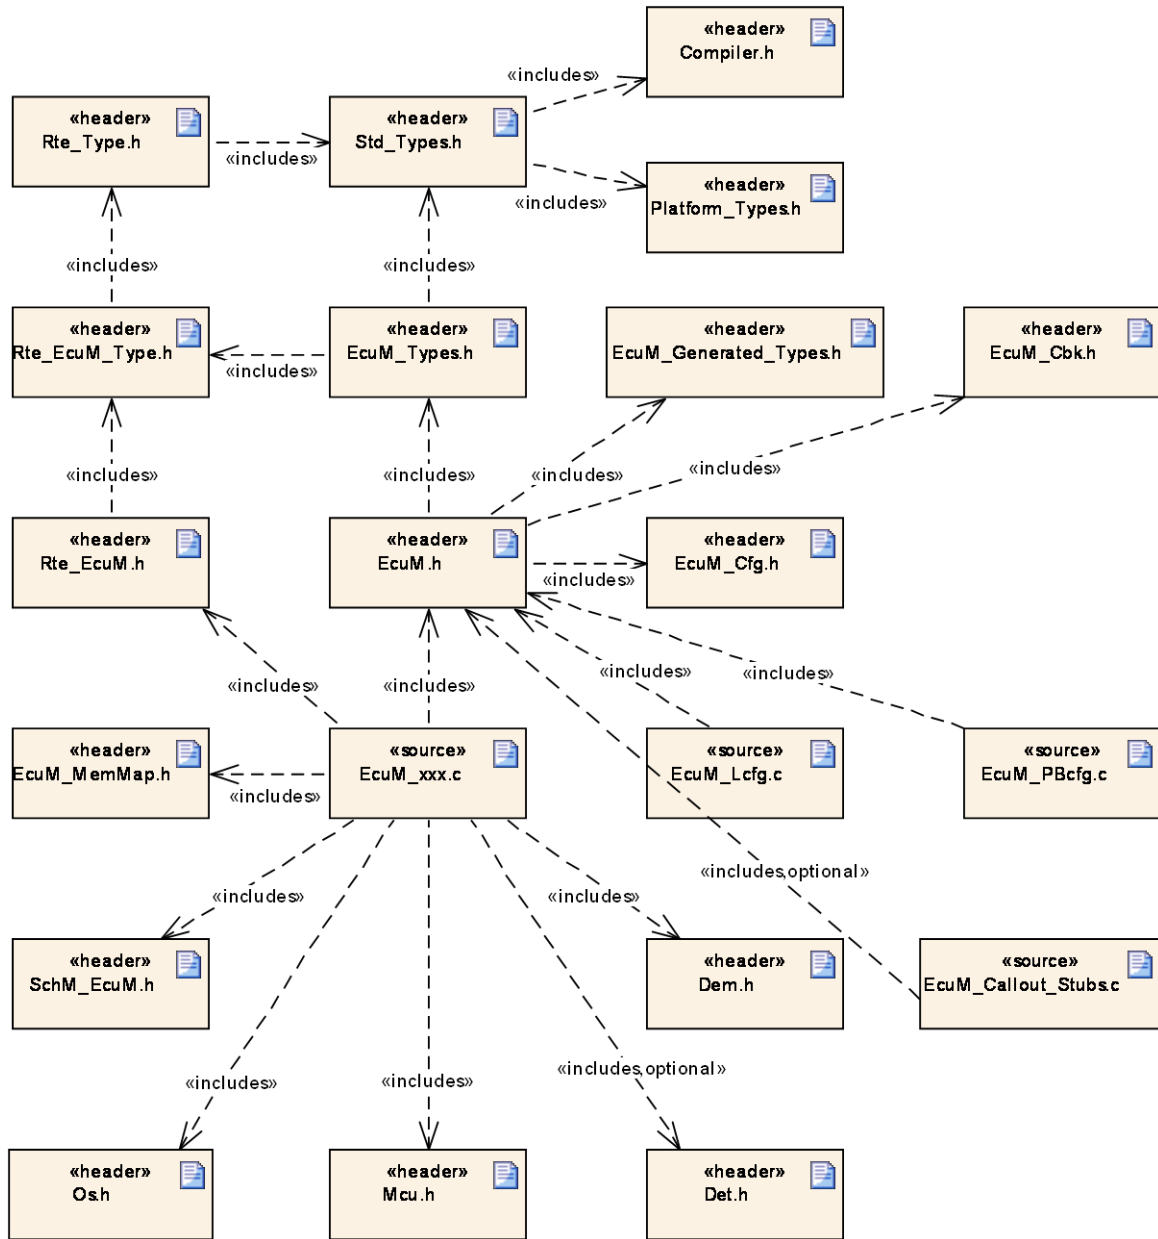 «header»
Compiler.h
«includes»
«header»
Rte_Type.h
«header»
Std_Types.h
«includes»
«header»
Platform_Types.h
«includes»
«includes»
«includes»
«header»
Rte_EcuM_Type.h
«header»
EcuM_Types.h
«header»
EcuM_Generated_Types.h
«header»
EcuM_Cbk.h
«includes»
«includes»
«includes»
«includes»
«includes»
«header»
Rte_EcuM.h
«header»
EcuM.h
«header»
EcuM_Cfg.h
«includes»
«includes»
«includes»
«includes»
«includes»
«header»
EcuM_MemMap.h
«source»
EcuM_xxx.c
«source»
EcuM_Lcfg.c
«source»
EcuM_PBcfg.c
«includes»
«includes»
«includes»
«includes,optional»
«header»
SchM_EcuM.h
«header»
Dem.h
«source»
EcuM_Callout_Stubs.c
«includes»
«includes»
«includes,optional»
«header»
Os.h
«header»
Mcu.h
«header»
Det.h